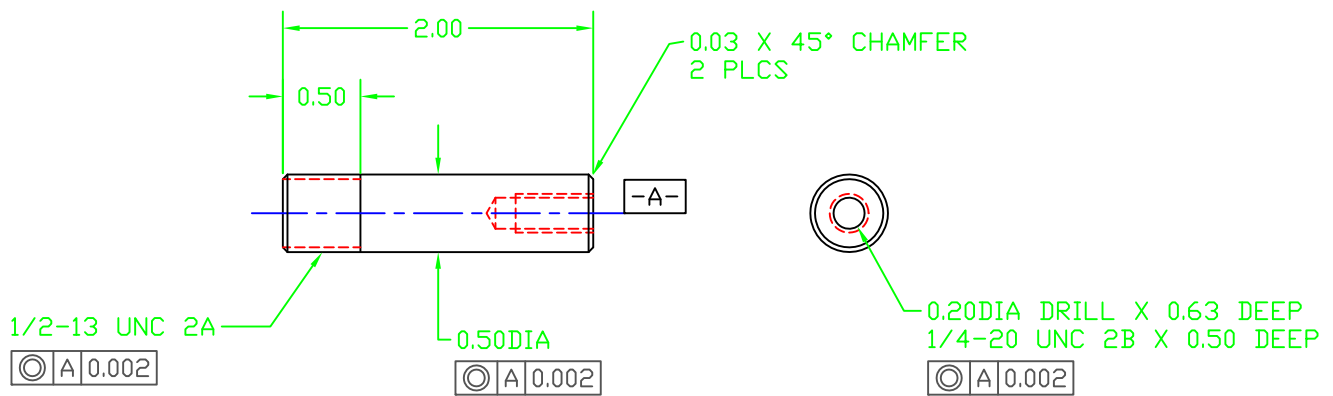 2.00
0.03 X 45° CHAMFER
2 PLCS
0.50
-A-
1/2-13 UNC 2A
A 0.002
0.50DIA
A 0.002
0.20DIA DRILL X 0.63 DEEP
1/4-20 UNC 2B X 0.50 DEEP
A 0.002